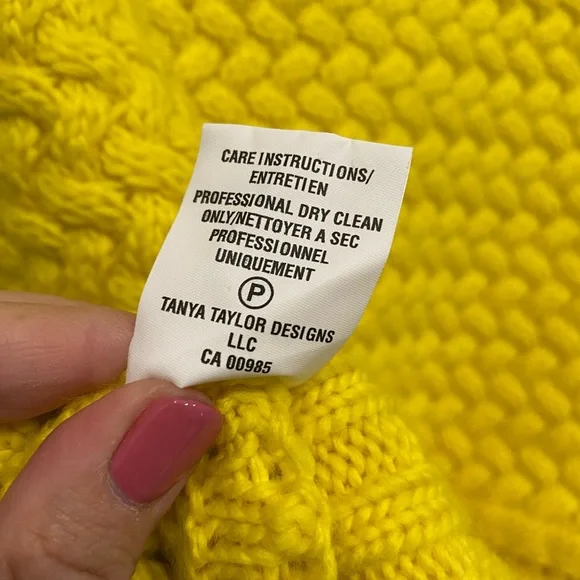 CARE INSTRUCTIONS/
ENTRETIEN
PROFESSIONAL DRY CLEAN
ONLY/NETTOYER A SEC
PROFESSIONNEL
UNIQUEMENT
P
TANYA TAYLOR DESIGNS
LLC
CA 00985